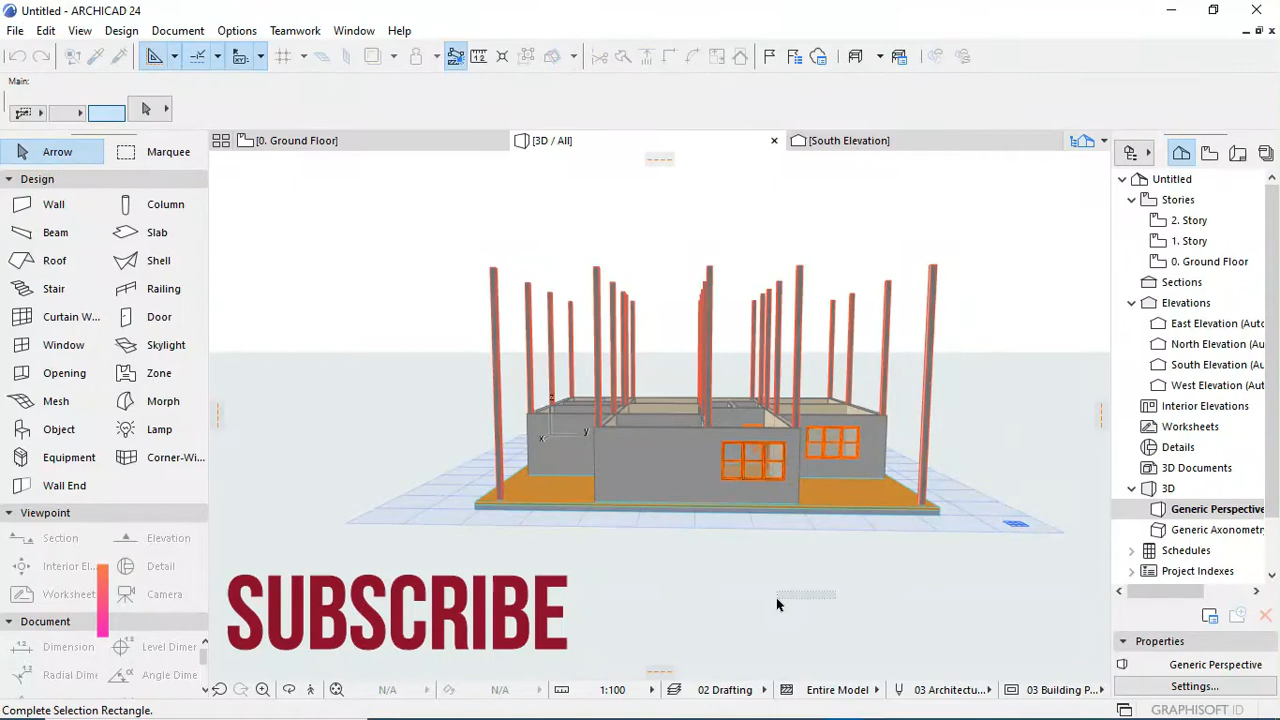 Untitled - ARCHICAD 24
File Edit View Design Document Options Teamwork Window Help
Main:
[0. Ground Floor] [3D / All] [South Elevation]
Arrow Marquee
Design
Wall Column
Beam Slab
Roof Shell
Stair Railing
Curtain W... Door
Window Skylight
Opening Zone
Mesh Morph
Object Lamp
Equipment Corner-Wi...
Wall End
Viewpoint
Section Elevation
Interior El... Detail
Worksheet Camera
Document
Dimension Level Dimen
Radial Dime Angle Dime
z
x y
SUBSCRIBE
Untitled
Stories
2. Story
1. Story
0. Ground Floor
Sections
Elevations
East Elevation (Auto
North Elevation (Au
South Elevation (Au
West Elevation (Aut
Interior Elevations
Worksheets
Details
3D Documents
3D
Generic Perspective
Generic Axonometr
Schedules
Project Indexes
Properties
Generic Perspective
Settings...
N/A N/A 1:100 02 Drafting Entire Model 03 Architectu... 03 Building P...
Complete Selection Rectangle.
GRAPHISOFT ID